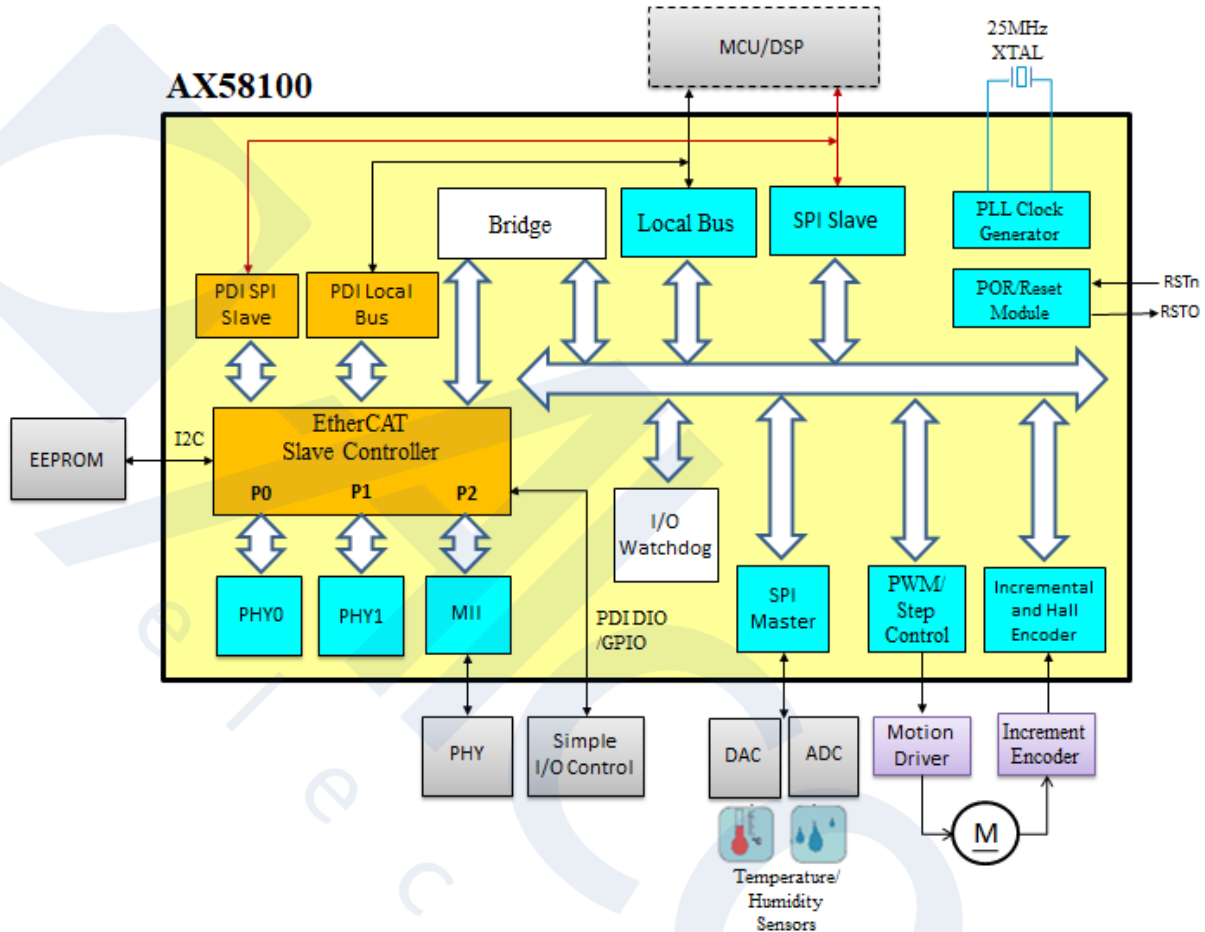 MCU/DSP
25MHz
XTAL
AX58100
Bridge
Local Bus
SPI Slave
PLL Clock
Generator
PDI SPI
Slave
PDI Local
Bus
POR/Reset
Module
RSTn
RSTO
EEPROM
I2C
EtherCAT
Slave Controller
P0
P1
P2
I/O
Watchdog
PHY0
PHY1
MII
PDI DIO
/GPIO
SPI
Master
PWM/
Step
Control
Incremental
and Hall
Encoder
PHY
Simple
I/O Control
DAC
ADC
Motion
Driver
Increment
Encoder
M
Temperature/
Humidity
Sensors
e
l
e
c